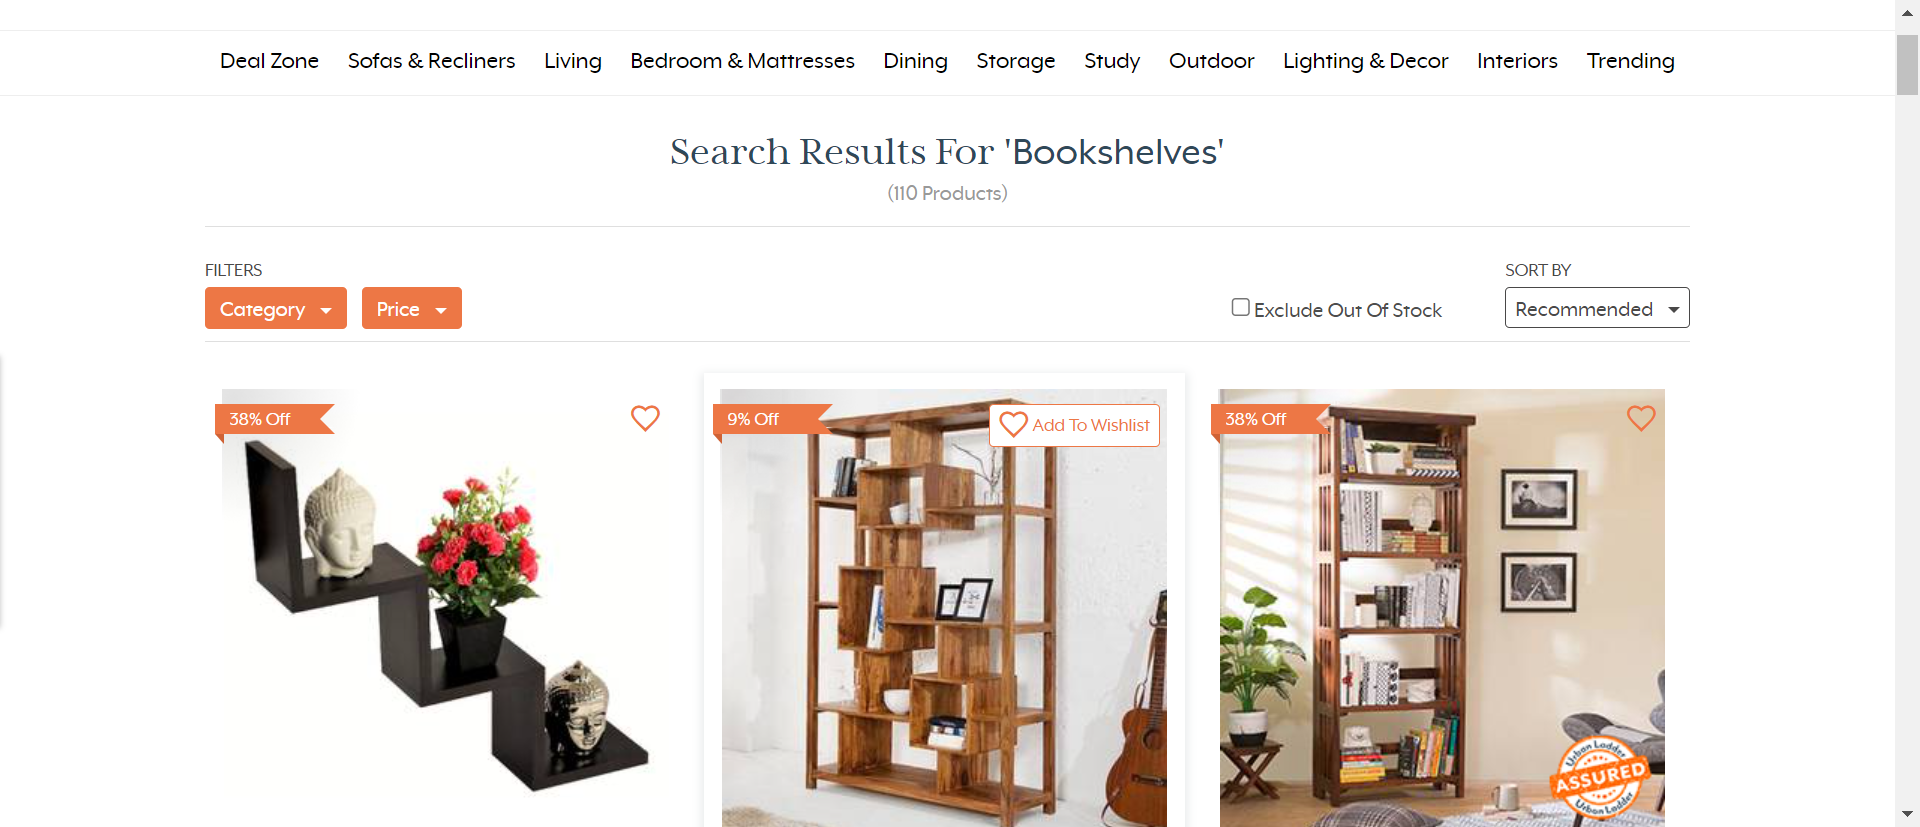 Deal Zone Sofas & Recliners Living Bedroom & Mattresses Dining Storage Study Outdoor Lighting & Decor Interiors Trending
Search Results For 'Bookshelves'
(110 Products)
FILTERS SORT BY
Category Price Exclude Out Of Stock Recommended
38% Off 9% Off Add To Wishlist 38% Off
Urban Ladder
ASSURED
Urban Ladder